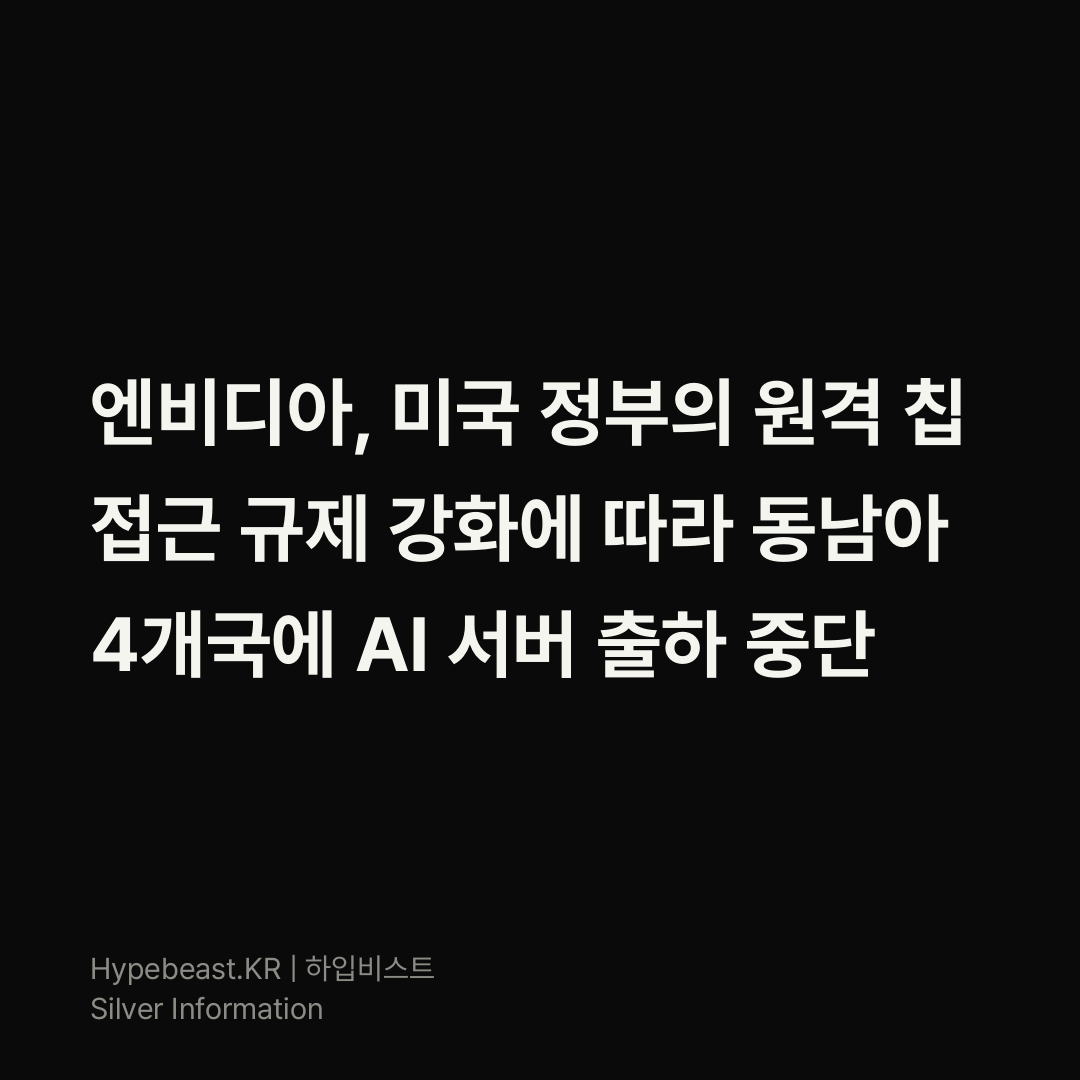 엔비디아, 미국 정부의 원격 칩
접근 규제 강화에 따라 동남아
4개국에 AI 서버 출하 중단
Hypebeast.KR | 하입비스트
Silver Information